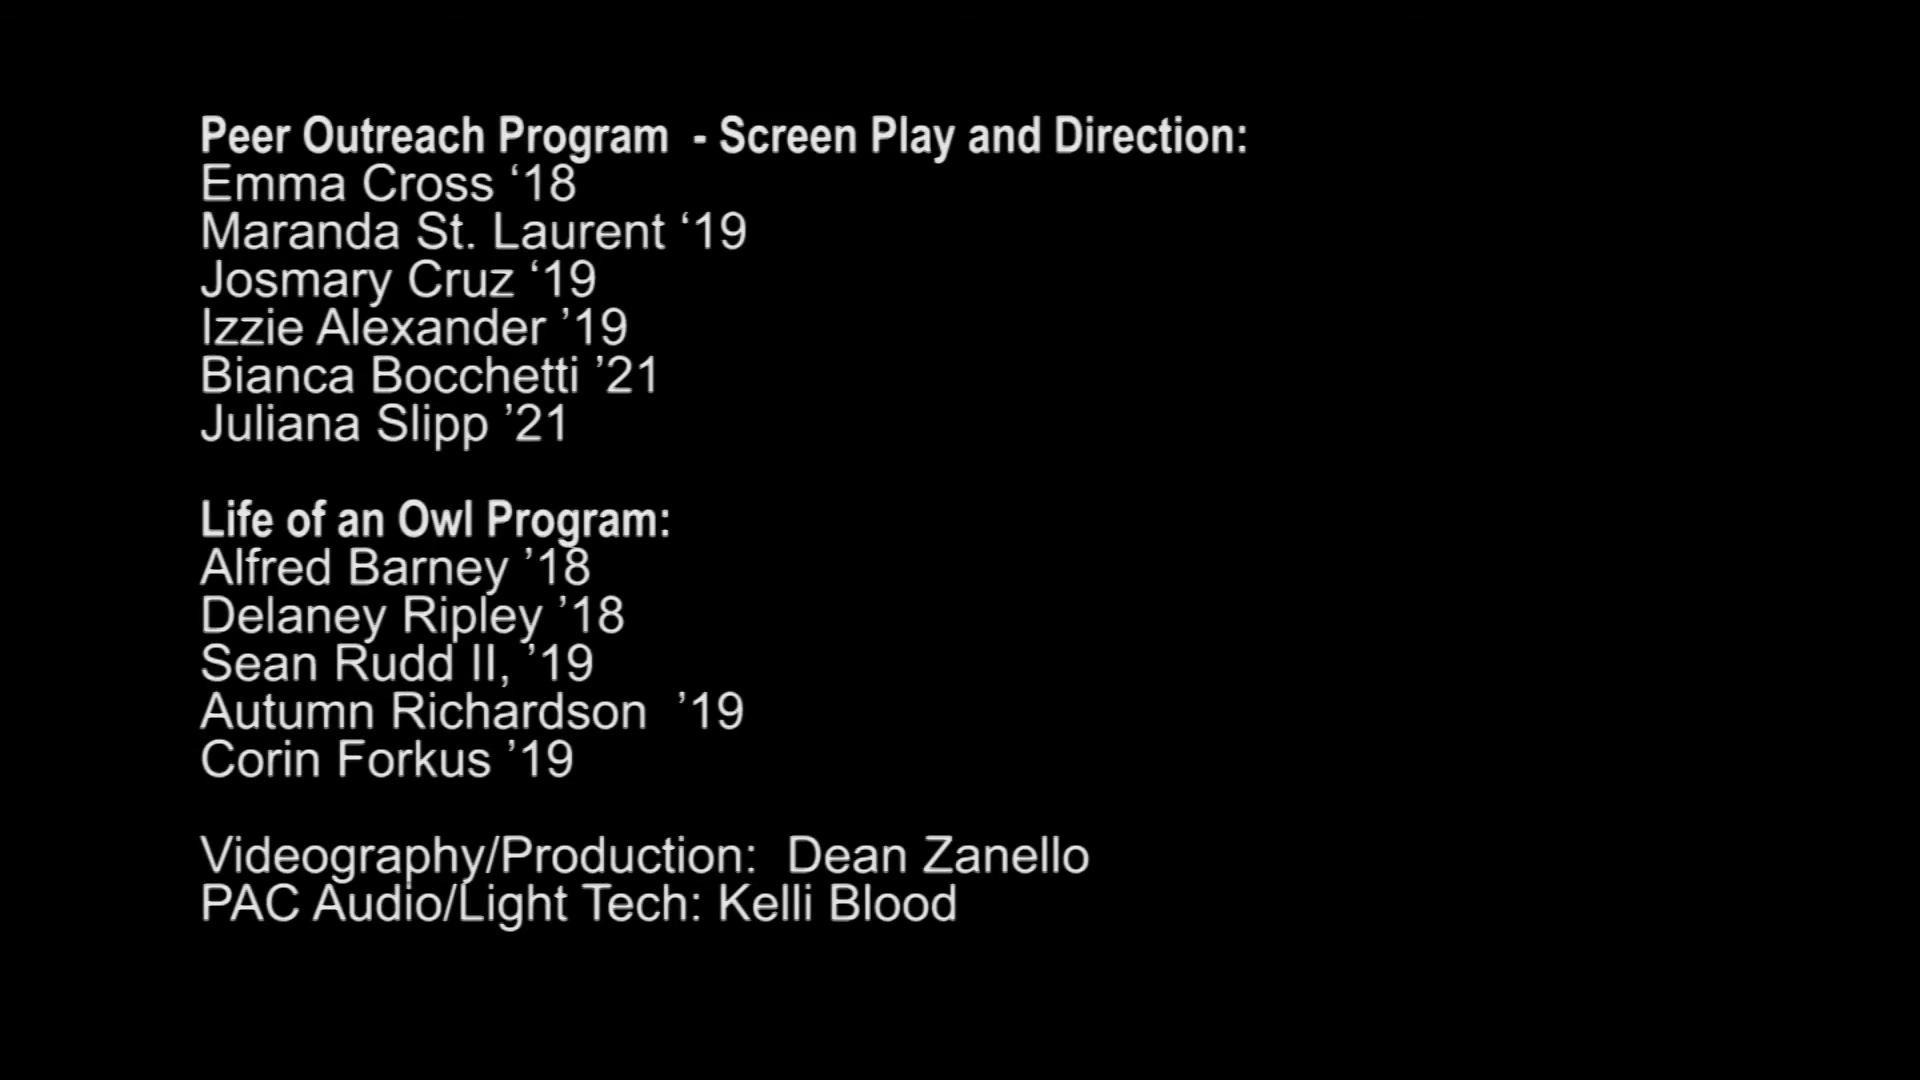 Peer Outreach Program  - Screen Play and Direction:
Emma Cross ‘18
Maranda St. Laurent ‘19
Josmary Cruz ‘19
Izzie Alexander ’19
Bianca Bocchetti ’21
Juliana Slipp ’21
Life of an Owl Program:
Alfred Barney ’18
Delaney Ripley ’18
Sean Rudd II, ’19
Autumn Richardson  ’19
Corin Forkus ’19
Videography/Production:  Dean Zanello
PAC Audio/Light Tech: Kelli Blood